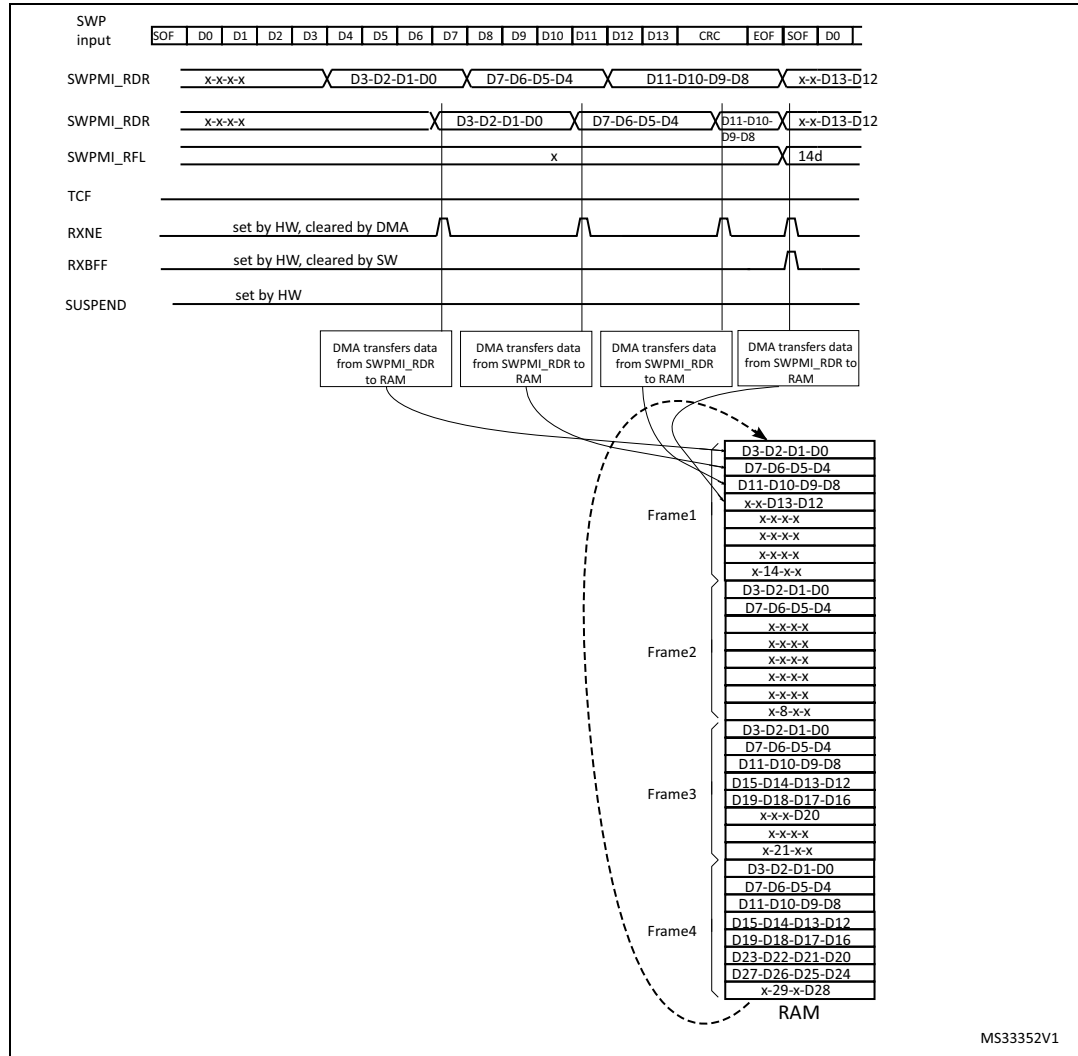 SWP input SOF D0 D1 D2 D3 D4 D5 D6 D7 D8 D9 D10 D11 D12 D13 CRC EOF SOF D0
SWPMI_RDR x-x-x-x D3-D2-D1-D0 D7-D6-D5-D4 D11-D10-D9-D8 x-x-D13-D12
SWPMI_RDR x-x-x-x D3-D2-D1-D0 D7-D6-D5-D4 D11-D10-D9-D8 x-x-D13-D12
SWPMI_RFL x 14d
TCF
RXNE set by HW, cleared by DMA
RXBFF set by HW, cleared by SW
SUSPEND set by HW
DMA transfers data
from SWPMI_RDR
to RAM
DMA transfers data
from SWPMI_RDR to
RAM
DMA transfers data
from SWPMI_RDR
to RAM
DMA transfers data
from SWPMI_RDR to
RAM
Frame1
D3-D2-D1-D0
D7-D6-D5-D4
D11-D10-D9-D8
x-x-D13-D12
x-x-x-x
x-x-x-x
x-x-x-x
x-14-x-x
Frame2
D3-D2-D1-D0
D7-D6-D5-D4
x-x-x-x
x-x-x-x
x-x-x-x
x-x-x-x
x-x-x-x
x-8-x-x
Frame3
D3-D2-D1-D0
D7-D6-D5-D4
D11-D10-D9-D8
D15-D14-D13-D12
D19-D18-D17-D16
x-x-x-D20
x-x-x-x
x-21-x-x
Frame4
D3-D2-D1-D0
D7-D6-D5-D4
D11-D10-D9-D8
D15-D14-D13-D12
D19-D18-D17-D16
D23-D22-D21-D20
D27-D26-D25-D24
x-29-x-D28
RAM
MS33352V1